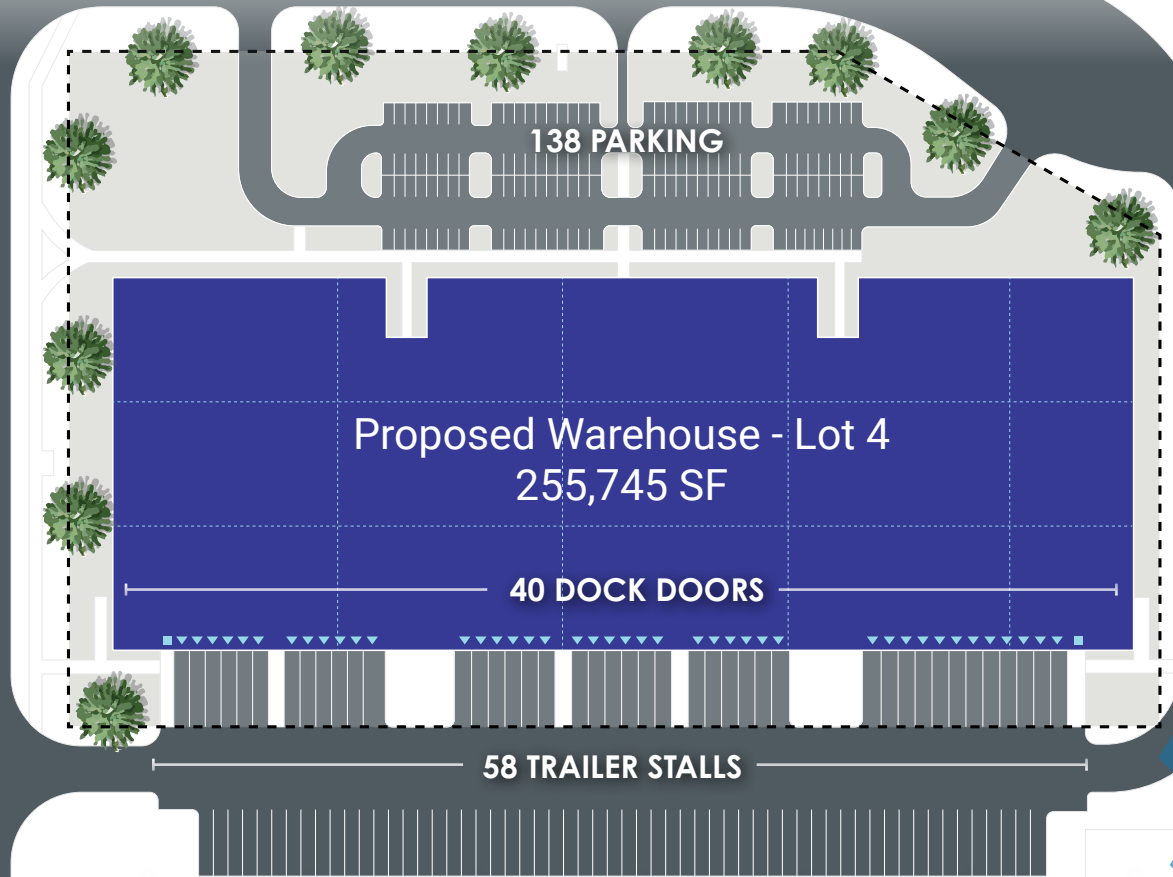 138 PARKING
Proposed Warehouse - Lot 4
255,745 SF
40 DOCK DOORS
58 TRAILER STALLS